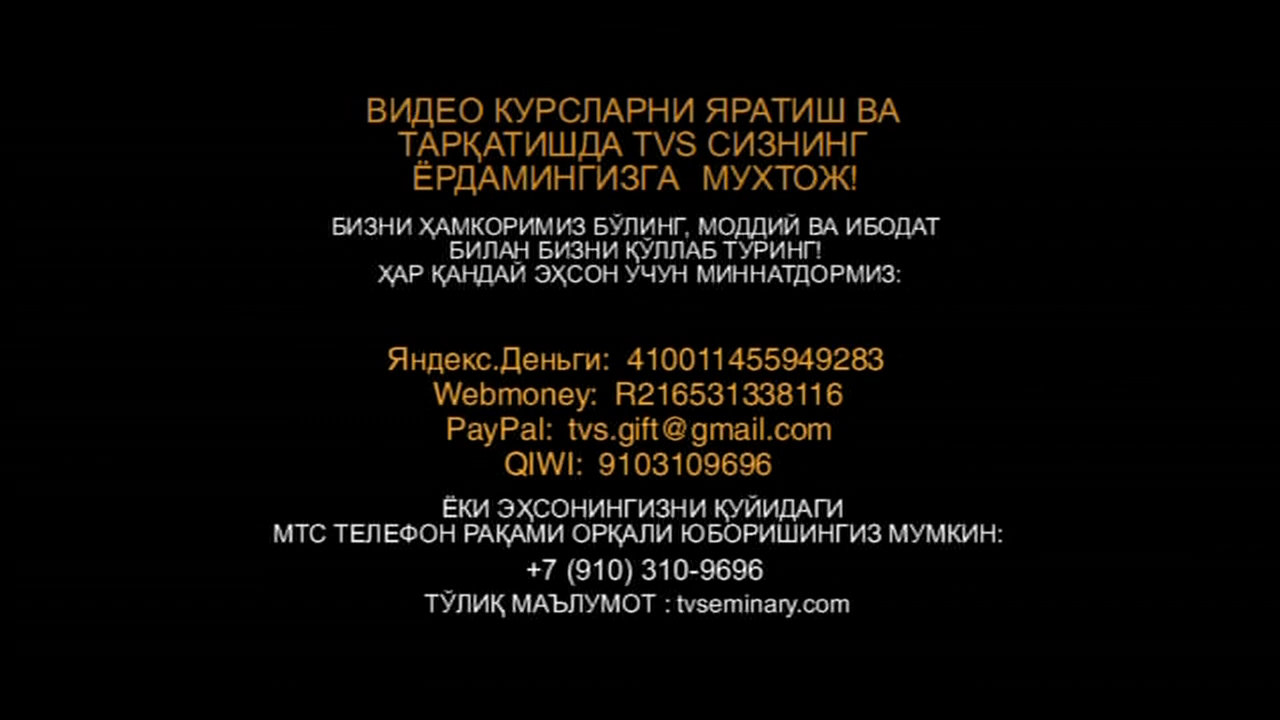 ВИДЕО КУРСЛАРНИ ЯРАТИШ ВА
ТАРҚАТИШДА TVS СИЗНИНГ
ЁРДАМИНГИЗГА МУХТОЖ!
БИЗНИ ҲАМКОРИМИЗ БЎЛИНГ, МОДДИЙ ВА ИБОДАТ
БИЛАН БИЗНИ ҚЎЛЛАБ ТУРИНГ!
ҲАР ҚАНДАЙ ЭҲСОН УЧУН МИННАТДОРМИЗ:
Яндекс.Деньги: 410011455949283
Webmoney: R216531338116
PayPal: tvs.gift@gmail.com
QIWI: 9103109696
ЁКИ ЭҲСОНИНГИЗНИ ҚУЙИДАГИ
МТС ТЕЛЕФОН РАҚАМИ ОРҚАЛИ ЮБОРИШИНГИЗ МУМКИН:
+7 (910) 310-9696
ТЎЛИҚ МАЪЛУМОТ : tvseminary.com